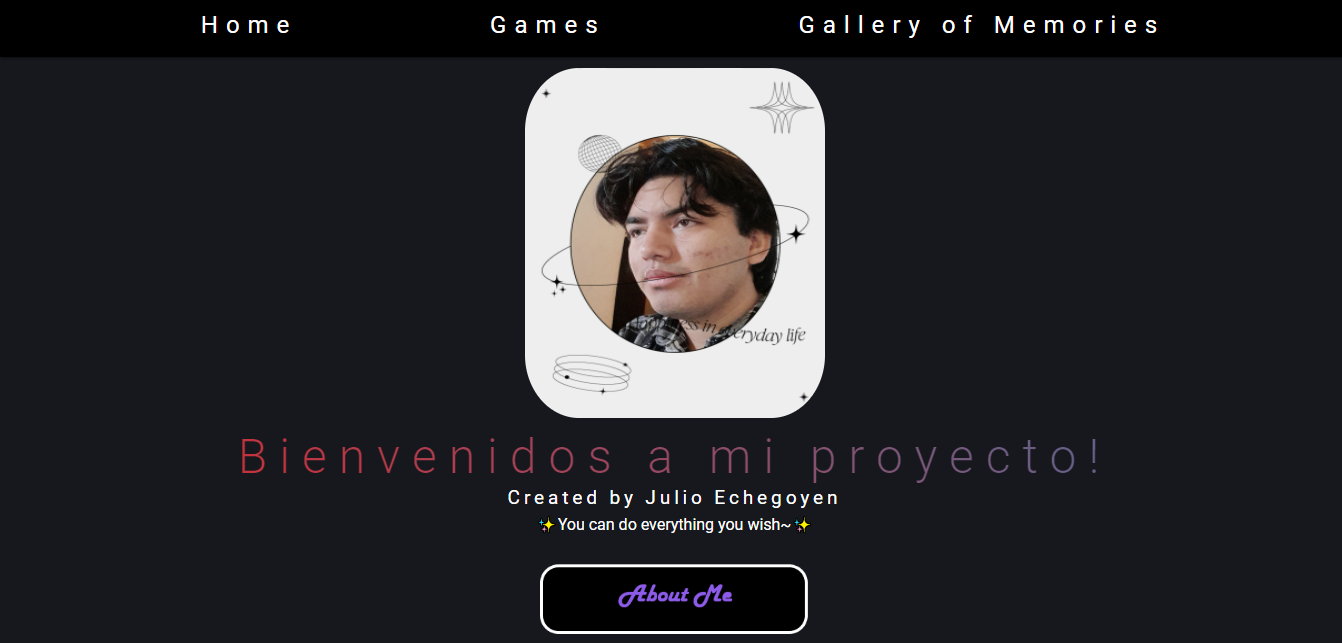 Home Games Gallery of Memories
in everyday life
Bienvenidos a mi proyecto!
Created by Julio Echegoyen
✨You can do everything you wish~✨
About Me